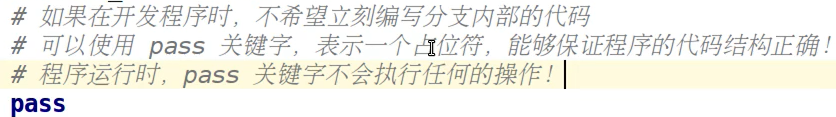 # 如果在开发程序时，不希望立刻编写分支内部的代码
# 可以使用 pass 关键字，表示一个占位符，能够保证程序的代码结构正确！
# 程序运行时，pass 关键字不会执行任何的操作！
pass